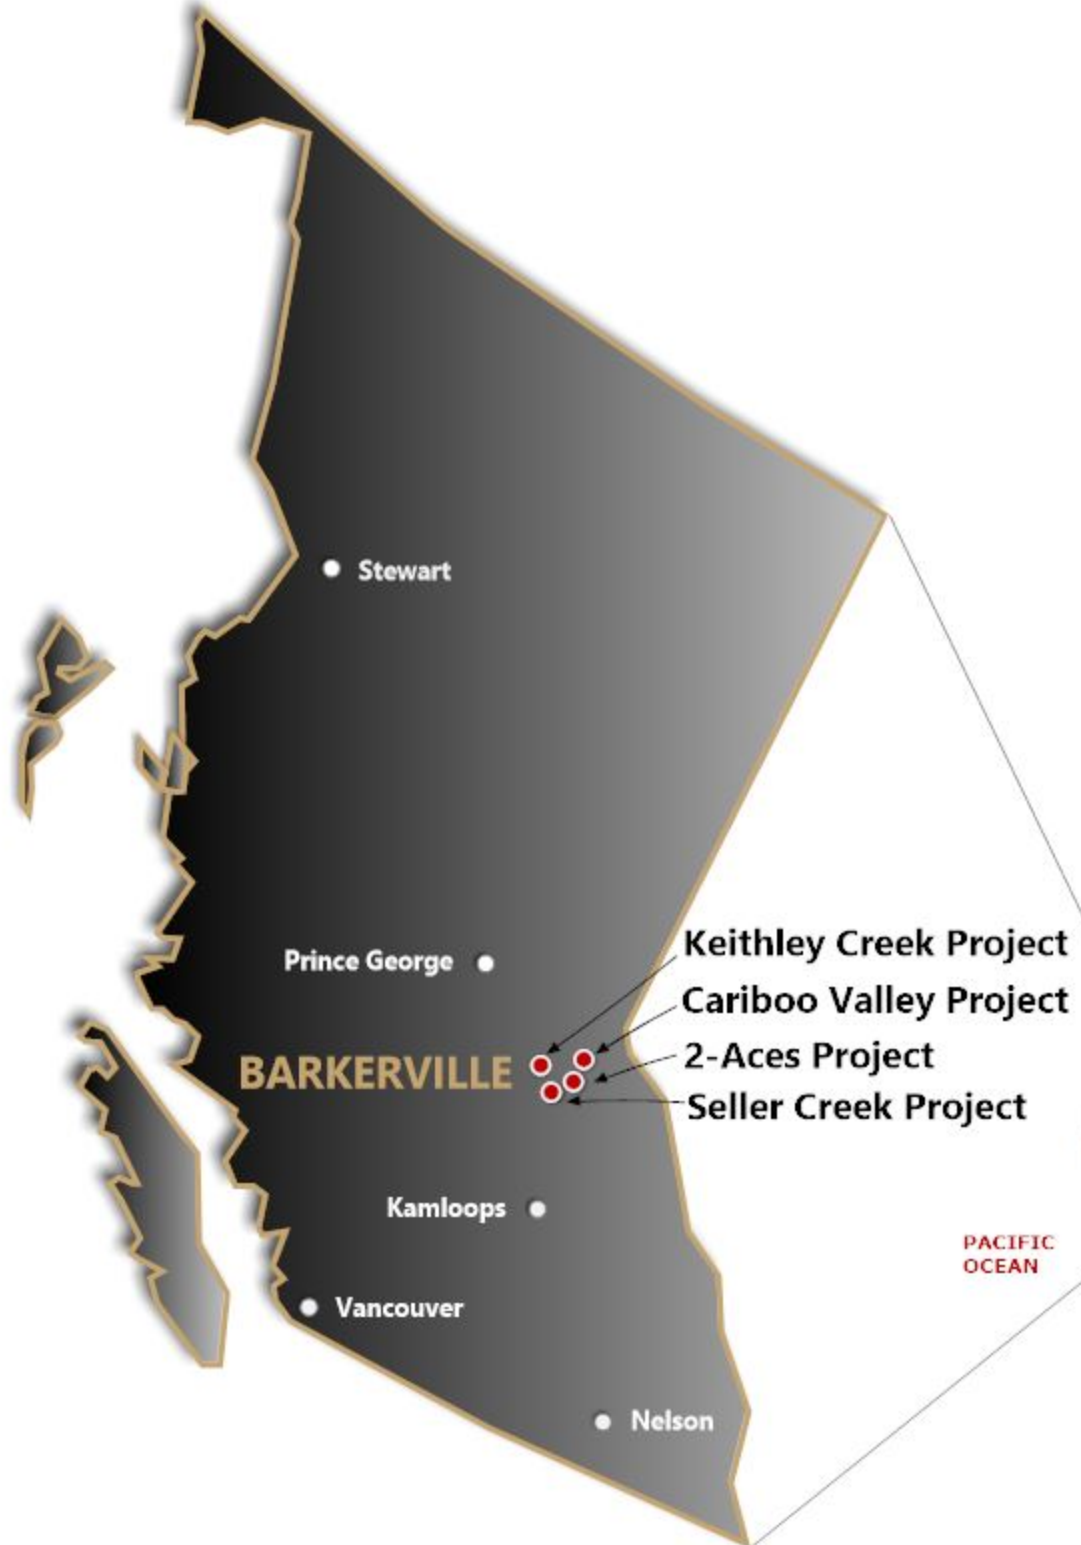 Stewart
Keithley Creek Project
Prince George
Cariboo Valley Project
2-Aces Project
BARKERVILLE
Seller Creek Project
Kamloops
PACIFIC
OCEAN
Vancouver
Nelson